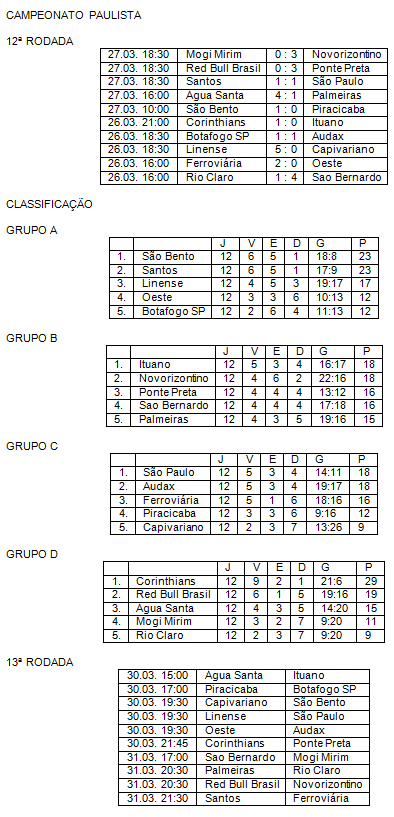 CAMPEONATO PAULISTA
12ª RODADA
27.03. 18:30 Mogi Mirim 0 : 3 Novorizontino
27.03. 18:30 Red Bull Brasil 0 : 3 Ponte Preta
27.03. 18:30 Santos 1 : 1 São Paulo
27.03. 16:00 Agua Santa 4 : 1 Palmeiras
27.03. 10:00 São Bento 1 : 0 Piracicaba
26.03. 21:00 Corinthians 1 : 0 Ituano
26.03. 18:30 Botafogo SP 1 : 1 Audax
26.03. 18:30 Linense 5 : 0 Capivariano
26.03. 16:00 Ferroviária 2 : 0 Oeste
26.03. 16:00 Rio Claro 1 : 4 Sao Bernardo
CLASSIFICAÇÃO
GRUPO A
J V E D G P
1. São Bento 12 6 5 1 18:8 23
2. Santos 12 6 5 1 17:9 23
3. Linense 12 4 5 3 19:17 17
4. Oeste 12 3 3 6 10:13 12
5. Botafogo SP 12 2 6 4 11:13 12
GRUPO B
J V E D G P
1. Ituano 12 5 3 4 16:17 18
2. Novorizontino 12 4 6 2 22:16 18
3. Ponte Preta 12 4 4 4 13:12 16
4. Sao Bernardo 12 4 4 4 17:18 16
5. Palmeiras 12 4 3 5 19:16 15
GRUPO C
J V E D G P
1. São Paulo 12 5 3 4 14:11 18
2. Audax 12 5 3 4 19:17 18
3. Ferroviária 12 5 1 6 18:16 16
4. Piracicaba 12 3 3 6 9:16 12
5. Capivariano 12 2 3 7 13:26 9
GRUPO D
J V E D G P
1. Corinthians 12 9 2 1 21:6 29
2. Red Bull Brasil 12 6 1 5 19:16 19
3. Agua Santa 12 4 3 5 14:20 15
4. Mogi Mirim 12 3 2 7 9:20 11
5. Rio Claro 12 2 3 7 9:20 9
13ª RODADA
30.03. 15:00 Agua Santa Ituano
30.03. 17:00 Piracicaba Botafogo SP
30.03. 19:30 Capivariano São Bento
30.03. 19:30 Linense São Paulo
30.03. 19:30 Oeste Audax
30.03. 21:45 Corinthians Ponte Preta
31.03. 17:00 Sao Bernardo Mogi Mirim
31.03. 20:30 Palmeiras Rio Claro
31.03. 20:30 Red Bull Brasil Novorizontino
31.03. 21:30 Santos Ferroviária